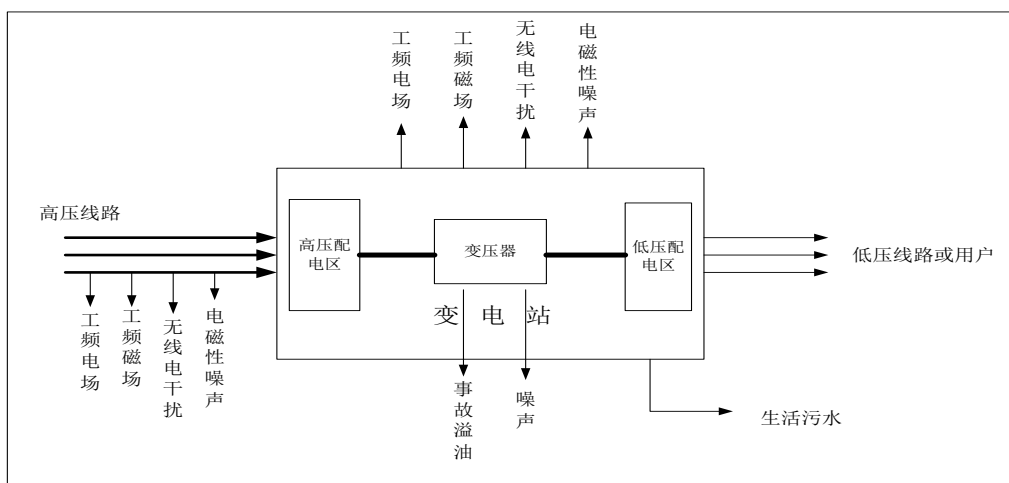 工频电场
工频磁场
无线电干扰
电磁性噪声
高压线路
高压配
电区
变压器
低压配
电区
低压线路或用户
变电站
工频电场
工频磁场
无线电干扰
电磁性噪声
事故溢油
噪声
生活污水